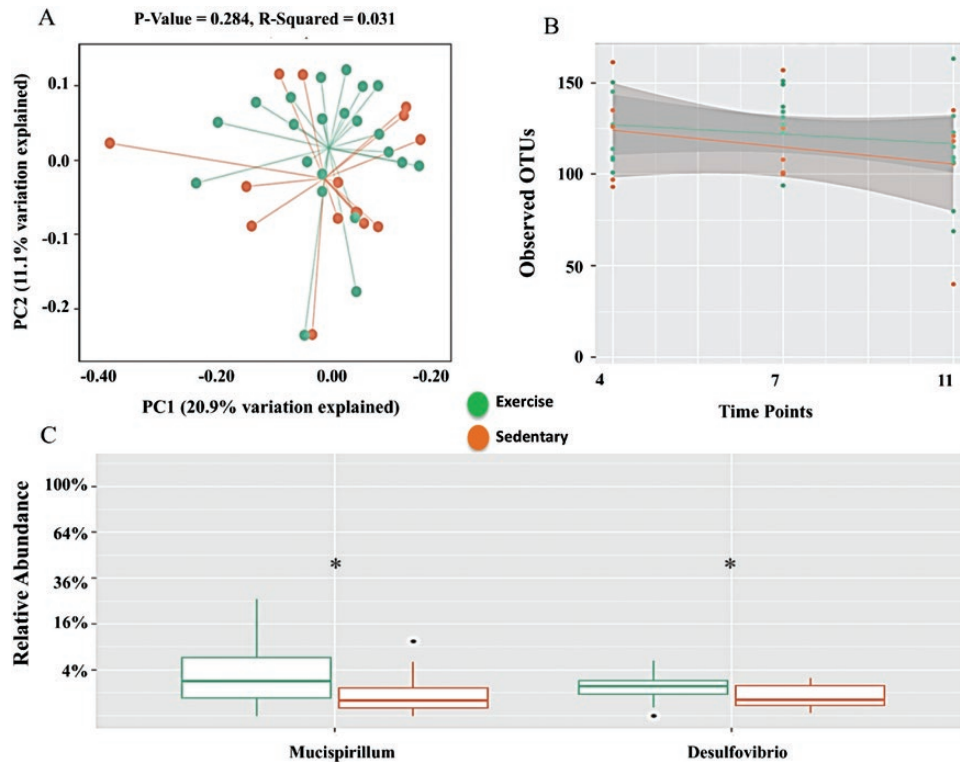 A
P-Value = 0.284, R-Squared = 0.031
PC2 (11.1% variation explained)
0.1
0.0
-0.1
-0.2
-0.40
-0.20
0.00
-0.20
PC1 (20.9% variation explained)
B
Observed OTUs
150
100
50
0
4
7
11
Time Points
Exercise
Sedentary
C
Relative Abundance
100%
64%
36%
16%
4%
*
*
Mucispirillum
Desulfovibrio